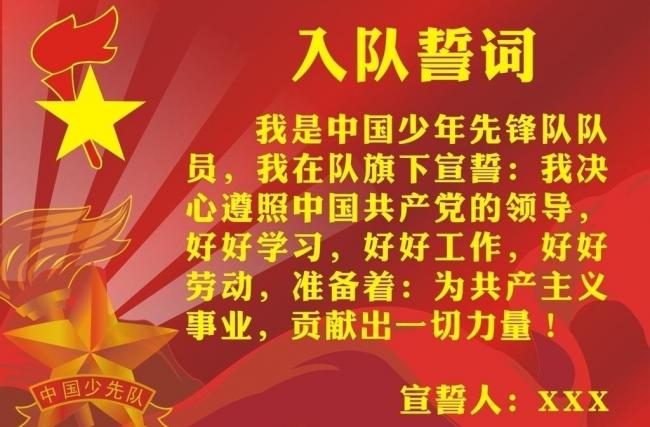 入队誓词
我是中国少年先锋队队
员，我在队旗下宣誓：我决
心遵照中国共产党的领导，
好好学习，好好工作，好好
劳动，准备着：为共产主义
事业，贡献出一切力量！
宣誓人：XXX
中国少先队